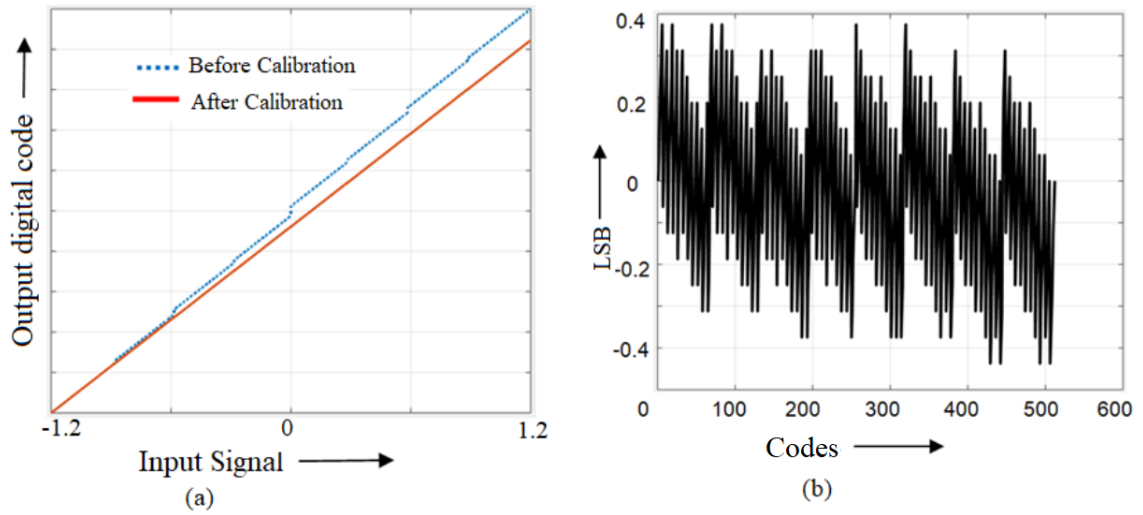 Output digital code
Before Calibration
After Calibration
-1.2
0
1.2
Input Signal
(a)
LSB
0.4
0.2
0
-0.2
-0.4
0
100
200
300
400
500
600
Codes
(b)